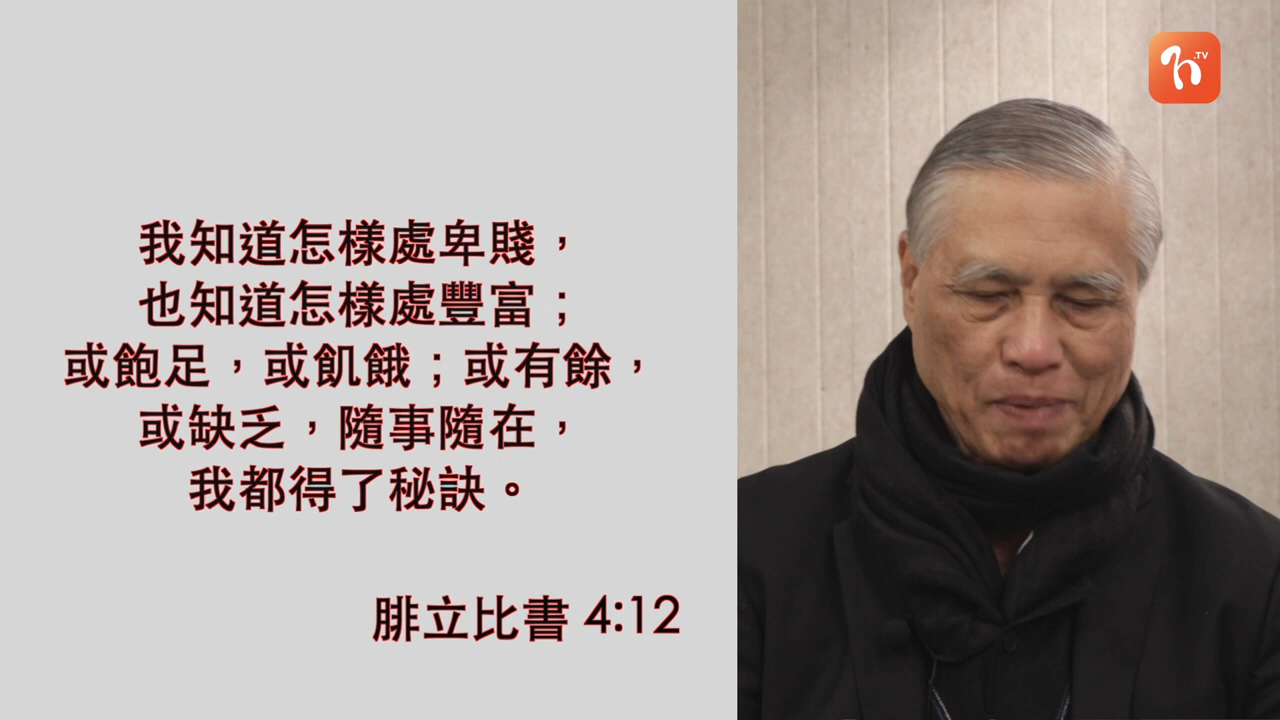 我知道怎樣處卑賤，
也知道怎樣處豐富；
或飽足，或飢餓；或有餘，
或缺乏，隨事隨在，
我都得了秘訣。
腓立比書 4:12
h.TV